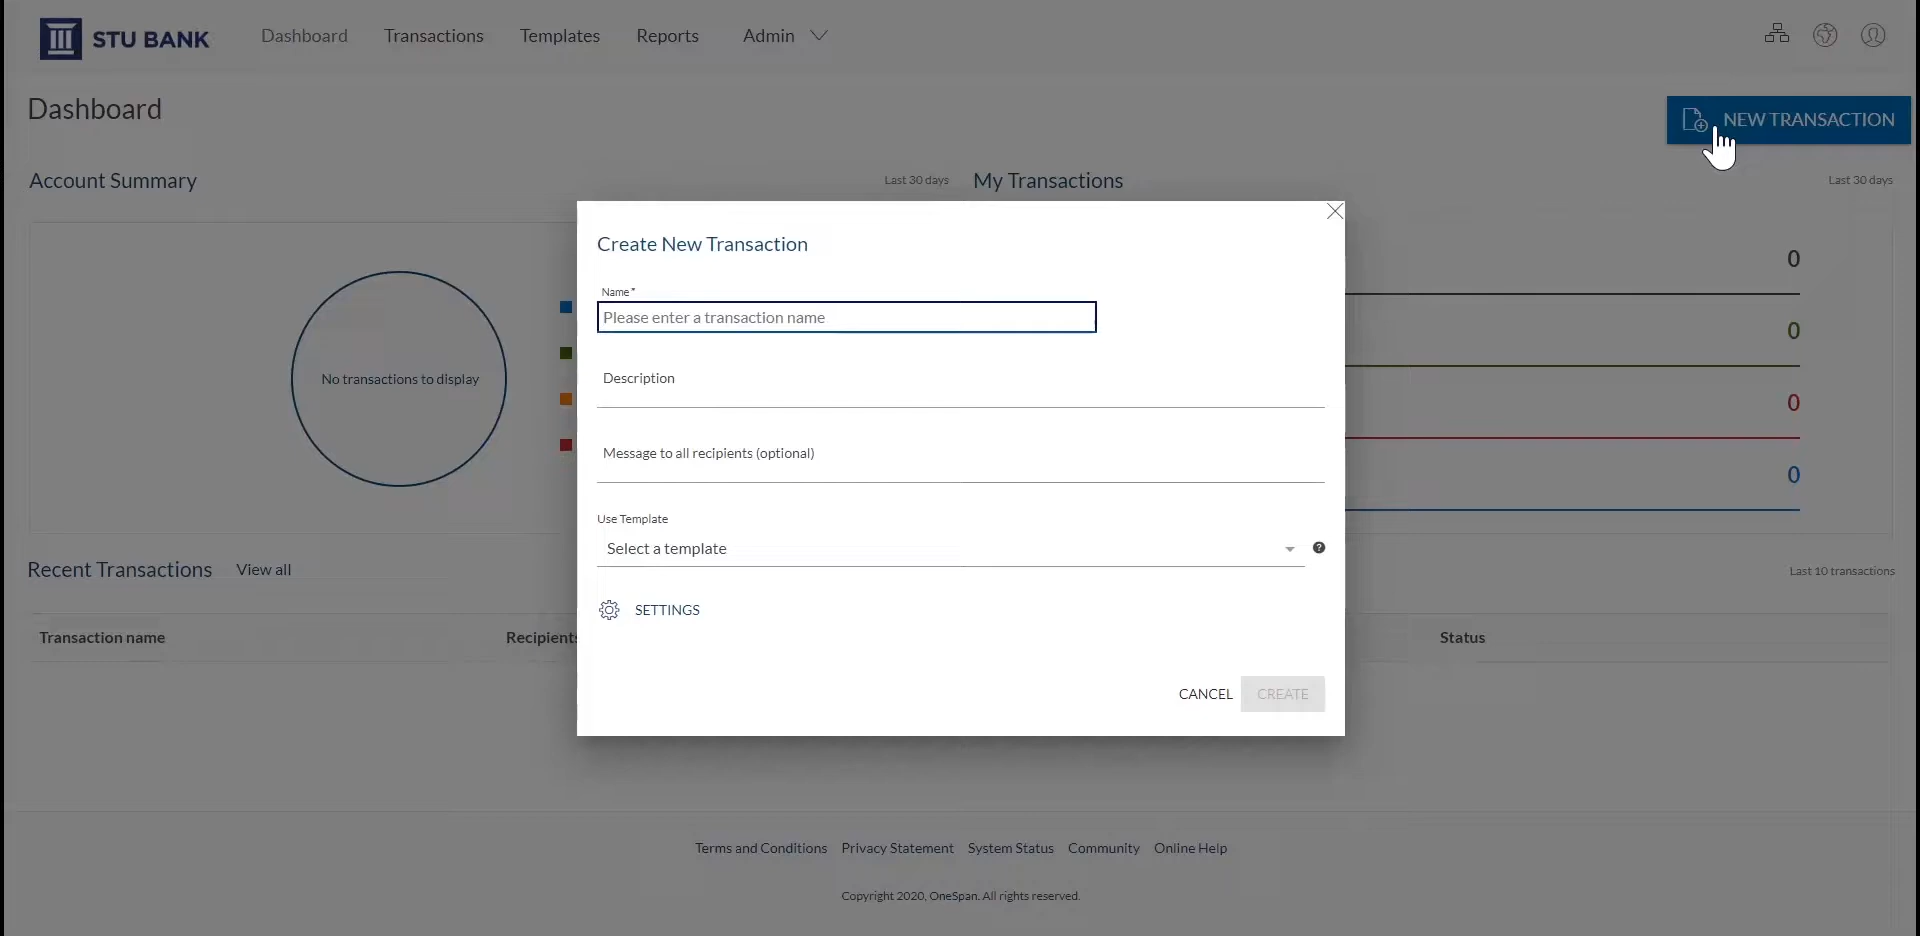 STU BANK
Dashboard Transactions Templates Reports Admin
Dashboard
NEW TRANSACTION
Account Summary Last 30 days My Transactions Last 30 days
Create New Transaction
0
Name*
Please enter a transaction name
0
No transactions to display
Description
0
Message to all recipients (optional)
0
Use Template
Select a template
?
Recent Transactions View all Last 10 transactions
SETTINGS
Transaction name Recipients Status
CANCEL CREATE
Terms and Conditions Privacy Statement System Status Community Online Help
Copyright 2020, OneSpan. All rights reserved.